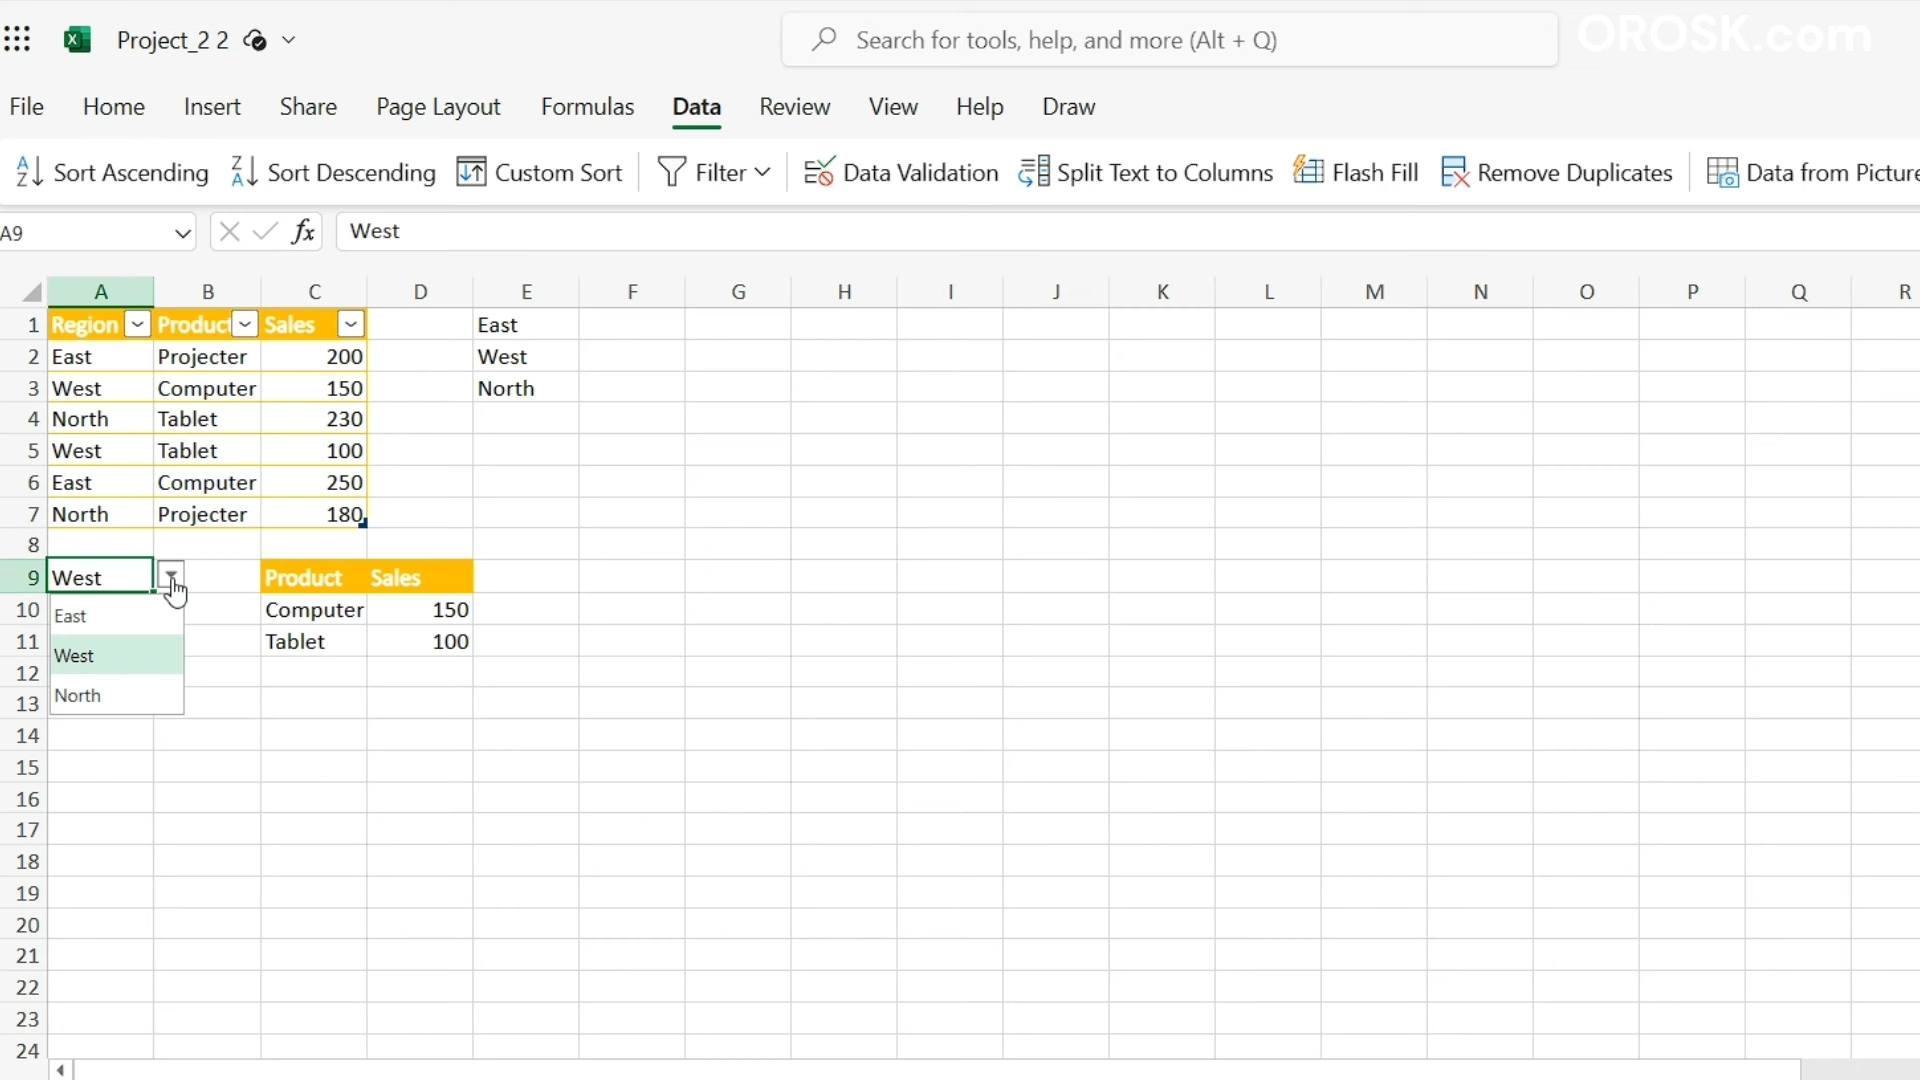 Project_2 2
Search for tools, help, and more (Alt + Q)
OROSK.com
File Home Insert Share Page Layout Formulas Data Review View Help Draw
Sort Ascending Sort Descending Custom Sort Filter Data Validation Split Text to Columns Flash Fill Remove Duplicates Data from Picture
A9 fx West
A B C D E F G H I J K L M N O P Q R
1 Region Product Sales East
2 East Projecter 200 West
3 West Computer 150 North
4 North Tablet 230
5 West Tablet 100
6 East Computer 250
7 North Projecter 180
8
9 West Product Sales
10 East Computer 150
11 West Tablet 100
12 North
13
14
15
16
17
18
19
20
21
22
23
24